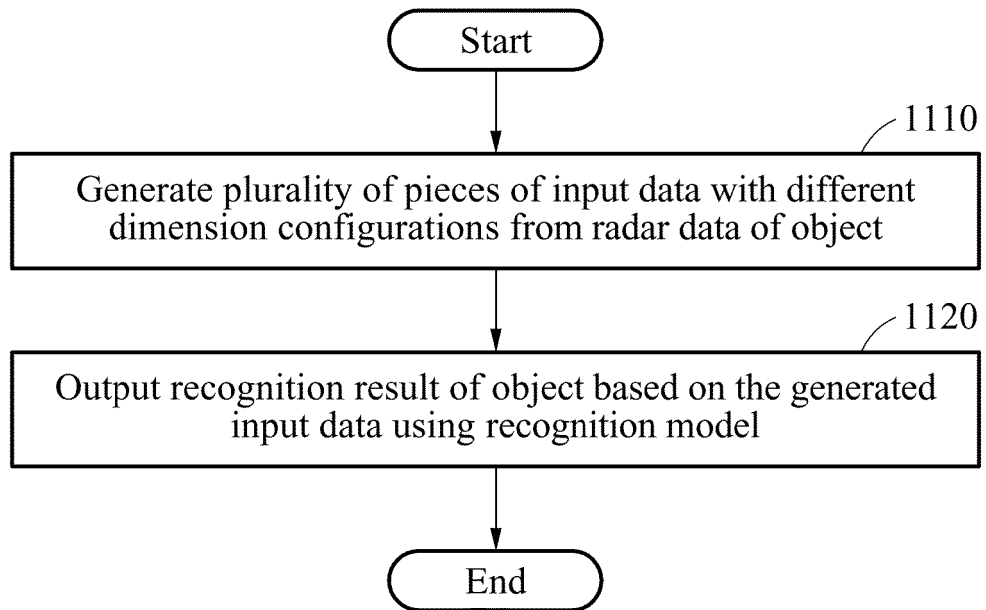 Start
1110
Generate plurality of pieces of input data with different
dimension configurations from radar data of object
1120
Output recognition result of object based on the generated
input data using recognition model
End